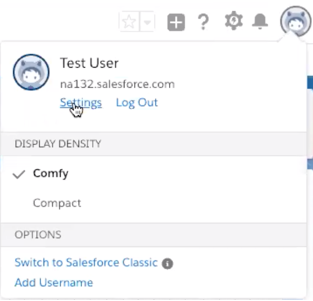 Test User
na132.salesforce.com
Settings Log Out
DISPLAY DENSITY
Comfy
Compact
OPTIONS
Switch to Salesforce Classic
Add Username